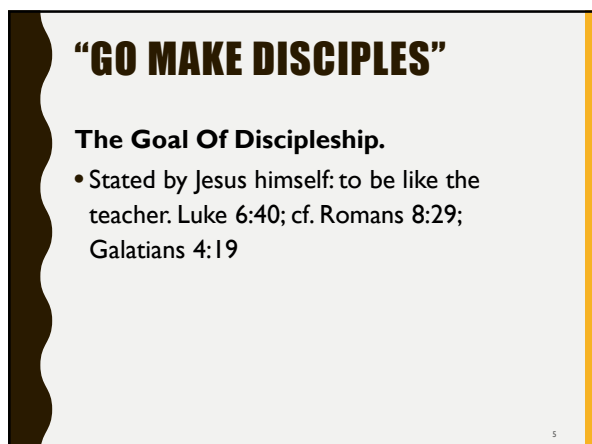 “GO MAKE DISCIPLES”
The Goal Of Discipleship.
• Stated by Jesus himself: to be like the
teacher. Luke 6:40; cf. Romans 8:29;
Galatians 4:19
5